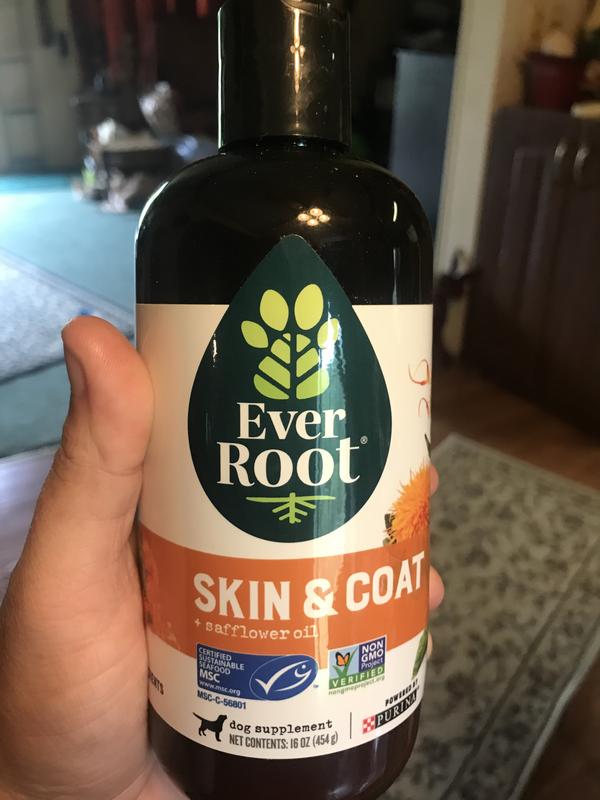 Ever
Root®
SKIN & COAT
+ safflower oil
CERTIFIED
SUSTAINABLE
SEAFOOD
MSC
www.msc.org
™
MSC-C-56801
NON
GMO
Project
VERIFIED
nongmoproject.org
dog supplement
NET CONTENTS: 16 OZ (454 g)
POWERED BY
PURINA